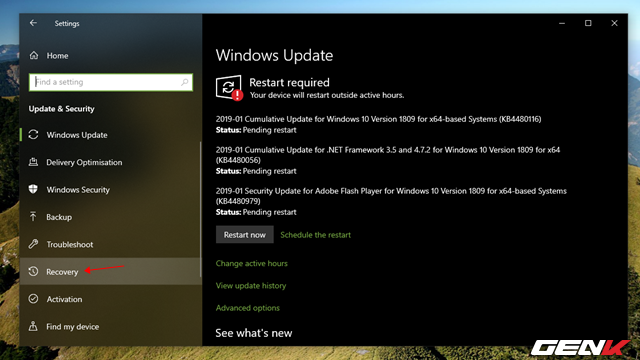 Settings
Home
Find a setting
Update & Security
Windows Update
Delivery Optimisation
Windows Security
Backup
Troubleshoot
Recovery
Activation
Find my device
Windows Update
Restart required
Your device will restart outside active hours.
2019-01 Cumulative Update for Windows 10 Version 1809 for x64-based Systems (KB4480116)
Status: Pending restart
2019-01 Cumulative Update for .NET Framework 3.5 and 4.7.2 for Windows 10 Version 1809 for x64
(KB4480056)
Status: Pending restart
2019-01 Security Update for Adobe Flash Player for Windows 10 Version 1809 for x64-based Systems
(KB4480979)
Status: Pending restart
Restart now Schedule the restart
Change active hours
View update history
Advanced options
See what's new
GENK